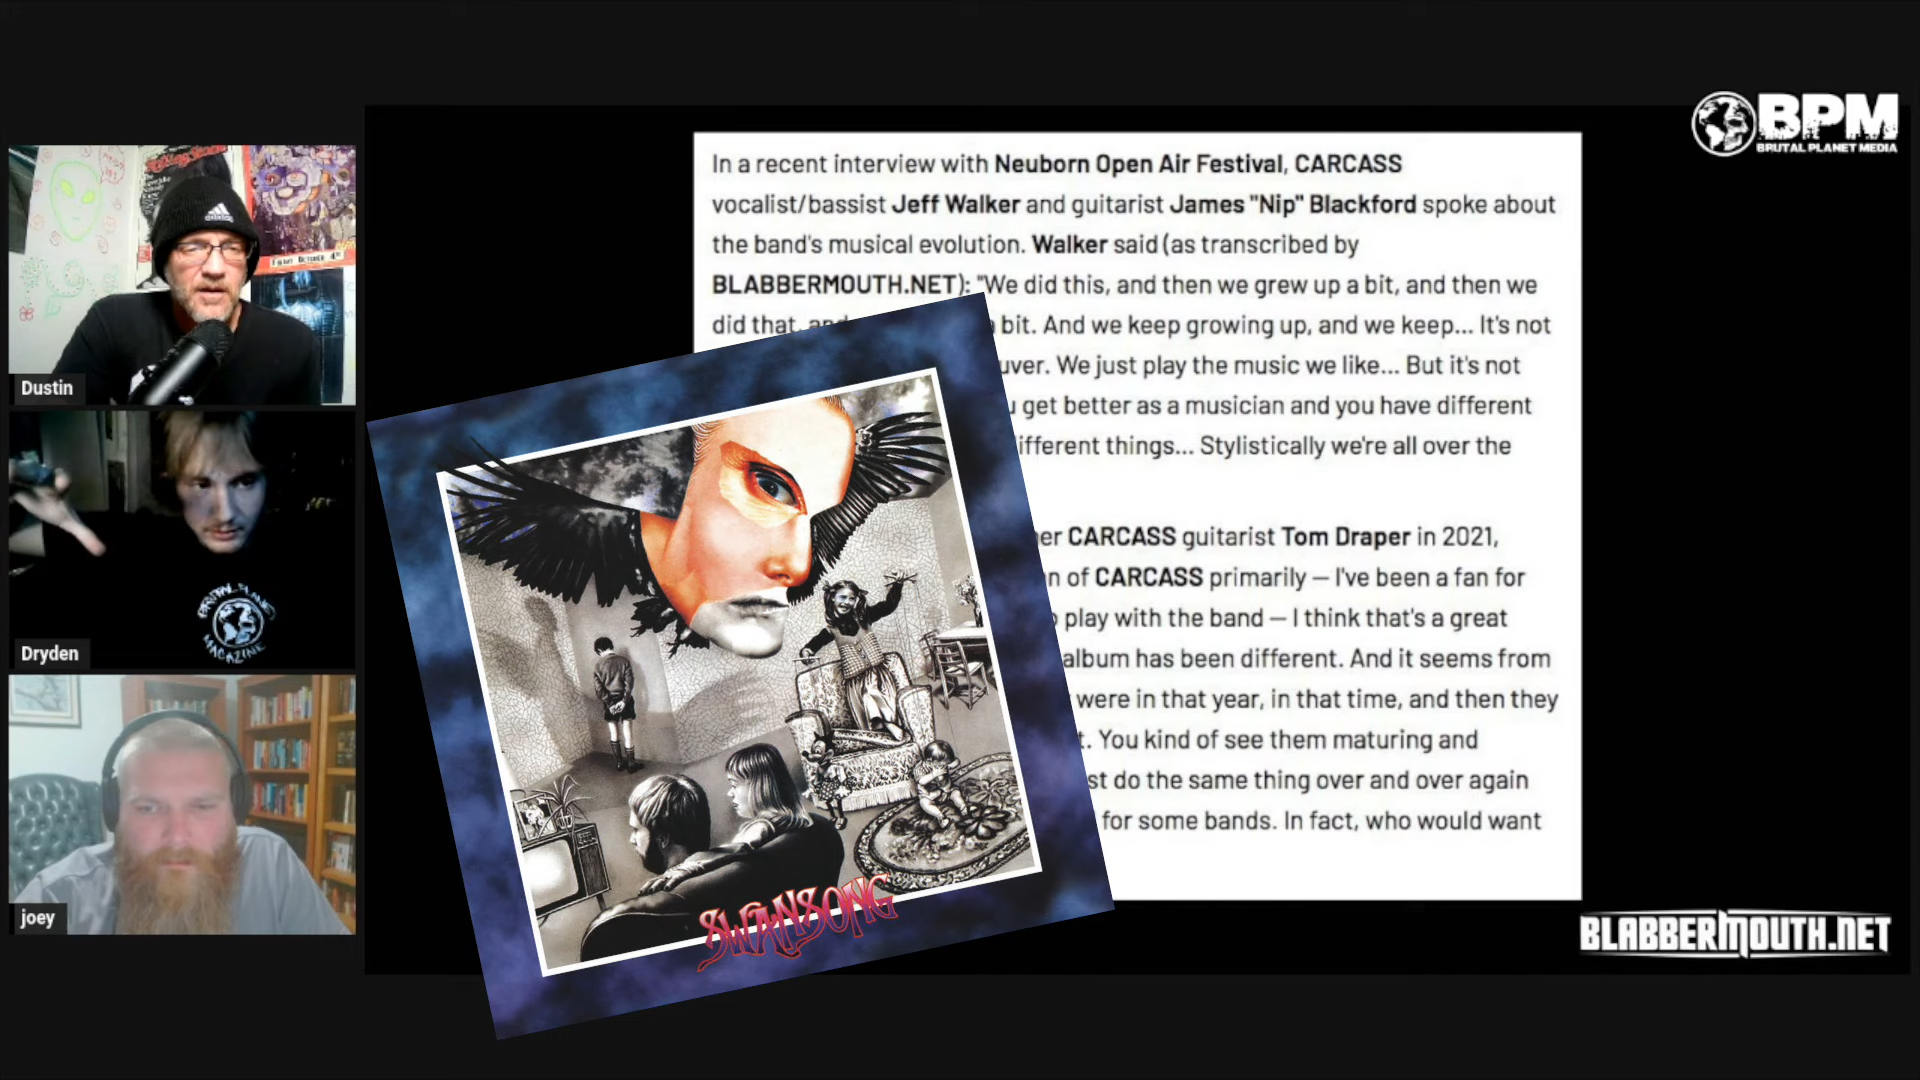 BPM
BRUTAL PLANET MEDIA
In a recent interview with Neuborn Open Air Festival, CARCASS
vocalist/bassist Jeff Walker and guitarist James "Nip" Blackford spoke about
the band's musical evolution. Walker said (as transcribed by
BLABBERMOUTH.NET): "We did this, and then we grew up a bit, and then we
did that, bit. And we keep growing up, and we keep... It's not
We just play the music we like... But it's not
get better as a musician and you have different
things... Stylistically we're all over the
CARCASS guitarist Tom Draper in 2021,
of CARCASS primarily — I've been a fan for
play with the band — I think that's a great
album has been different. And it seems from
were in that year, in that time, and then they
You kind of see them maturing and
do the same thing over and over again
for some bands. In fact, who would want
SWANSONG
BLABBERMOUTH.NET
Dustin
BRUTAL PLANET
MAGAZINE
Dryden
joey